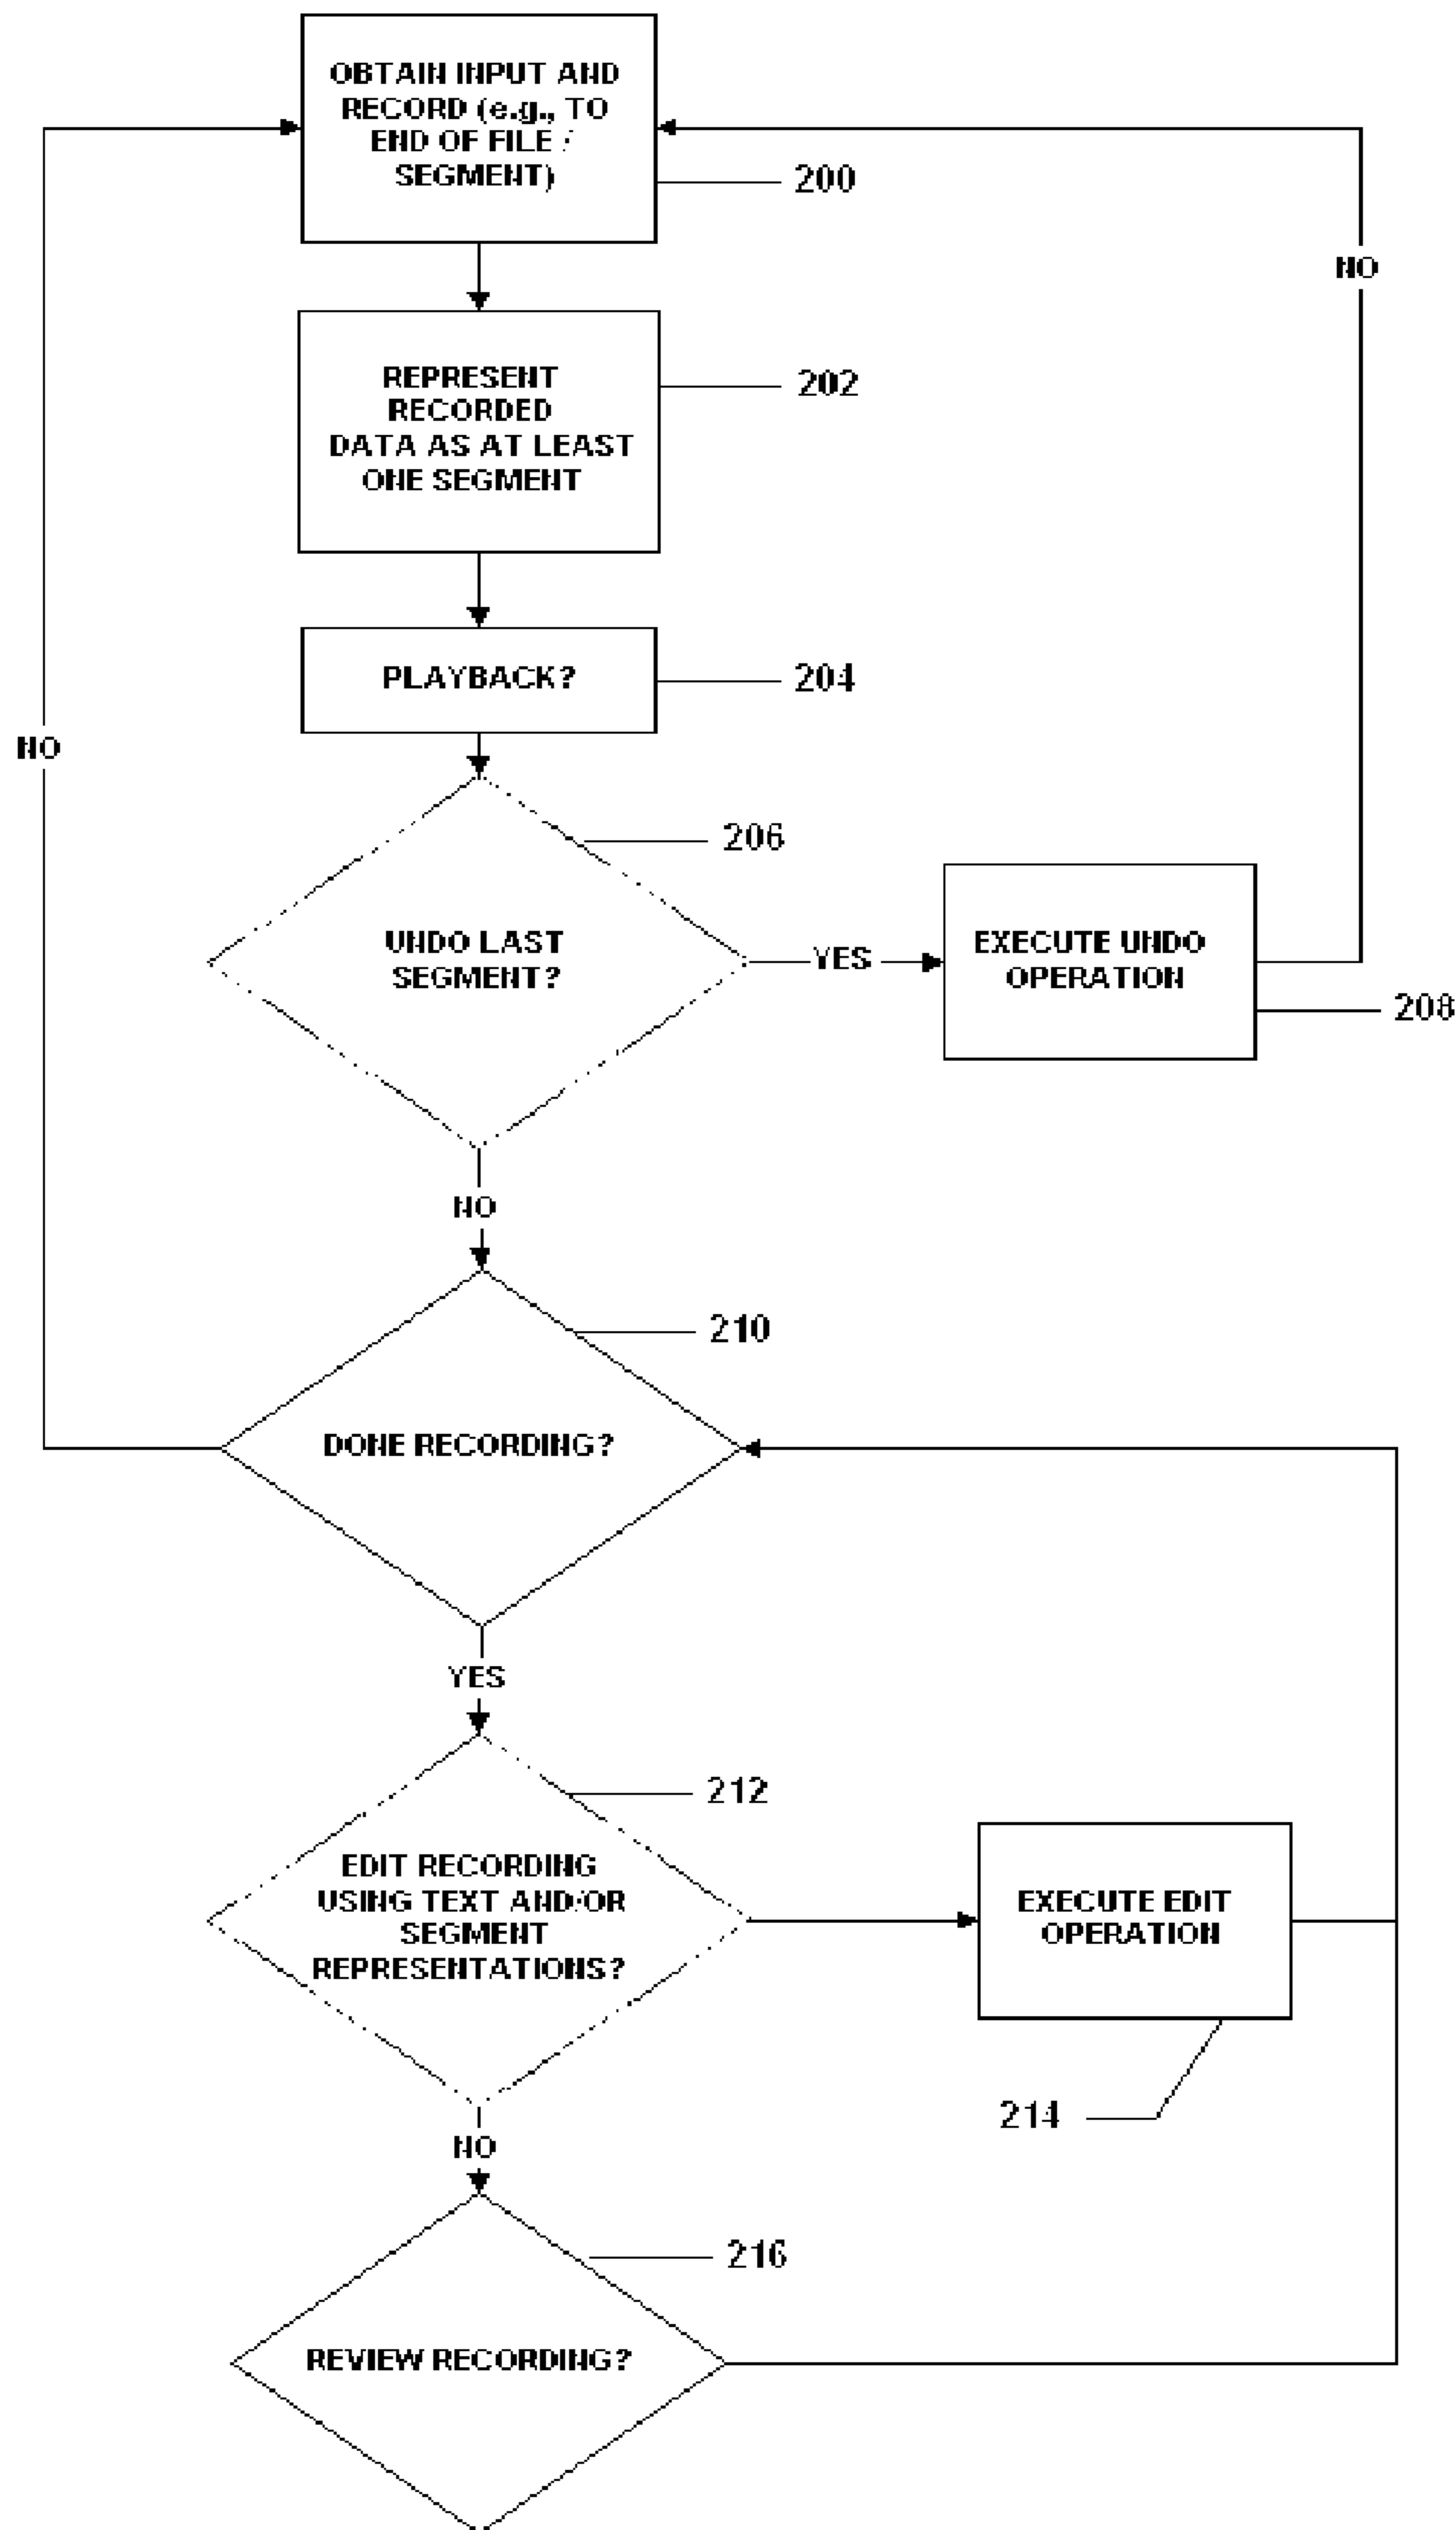 OBTAIN INPUT AND
RECORD (e.g., TO
END OF FILE /
SEGMENT)
200
NO
REPRESENT
RECORDED
DATA AS AT LEAST
ONE SEGMENT
202
PLAYBACK?
204
NO
206
UNDO LAST
SEGMENT?
YES
EXECUTE UNDO
OPERATION
208
NO
210
DONE RECORDING?
YES
212
EDIT RECORDING
USING TEXT AND/OR
SEGMENT
REPRESENTATIONS?
EXECUTE EDIT
OPERATION
214
NO
216
REVIEW RECORDING?